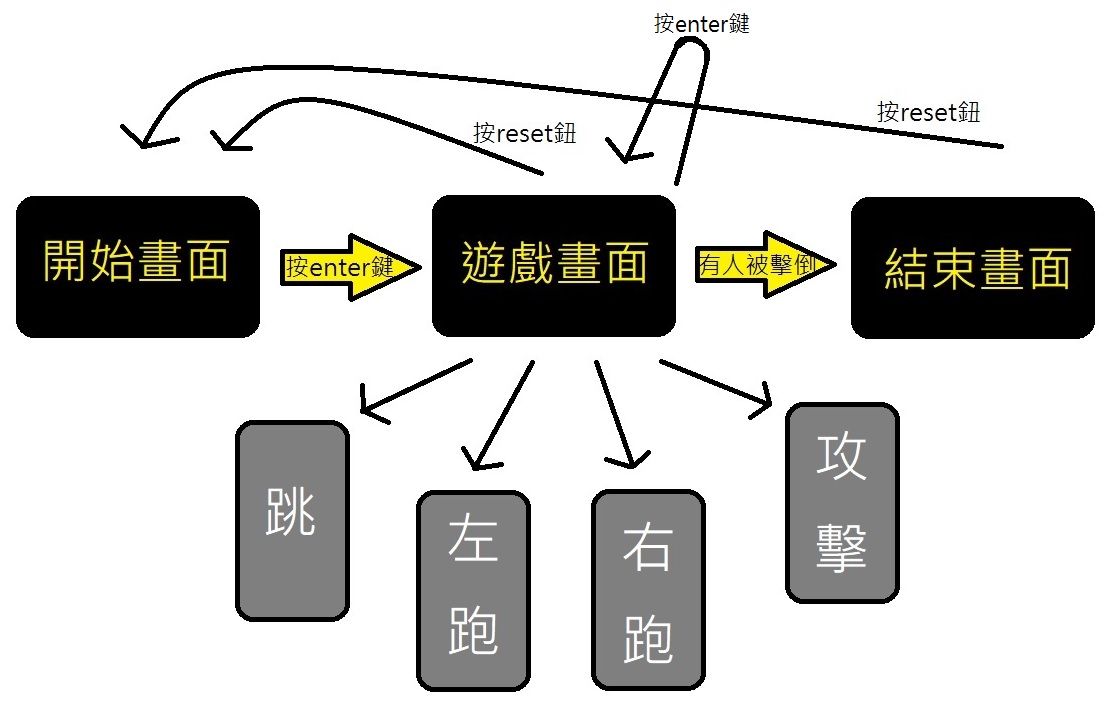 按enter鍵
按reset鈕
按reset鈕
開始畫面
按enter鍵
遊戲畫面
有人被擊倒
結束畫面
跳
左
跑
右
跑
攻
擊